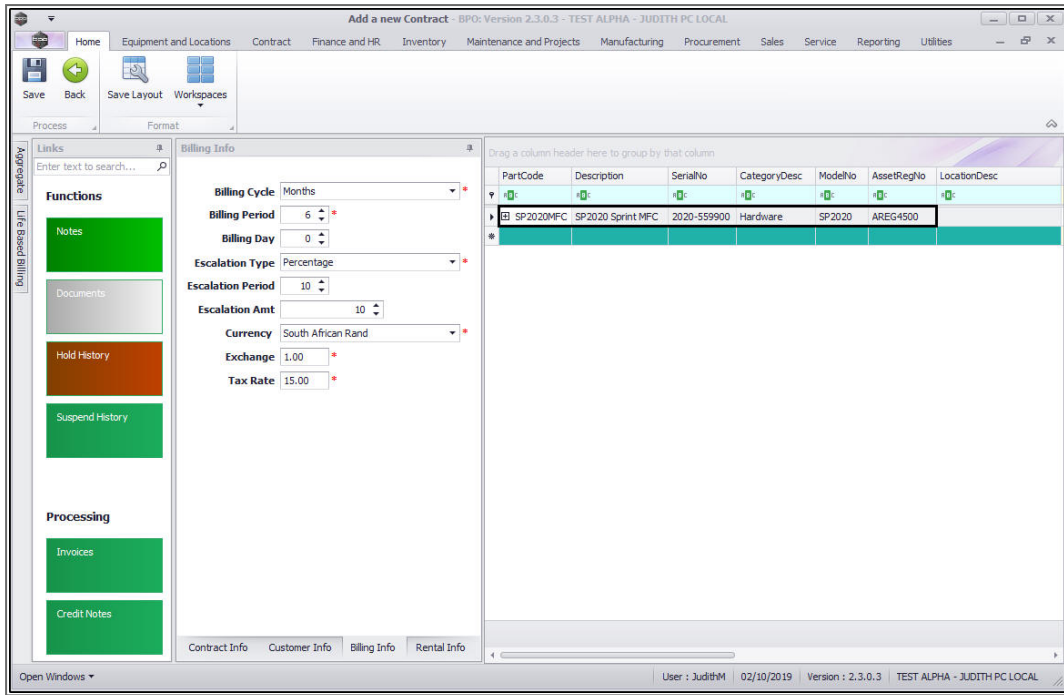 Add a new Contract - BPO: Version 2.3.0.3 - TEST ALPHA - JUDITH PC LOCAL
Home Equipment and Locations Contract Finance and HR Inventory Maintenance and Projects Manufacturing Procurement Sales Service Reporting Utilities
Save Back Save Layout Workspaces
Process Format
Aggregate
Life Based Billing
Links
Enter text to search...
Functions
Notes
Documents
Hold History
Suspend History
Processing
Invoices
Credit Notes
Billing Info
Billing Cycle Months *
Billing Period 6 *
Billing Day 0
Escalation Type Percentage *
Escalation Period 10
Escalation Amt 10
Currency South African Rand *
Exchange 1.00 *
Tax Rate 15.00 *
Contract Info Customer Info Billing Info Rental Info
Drag a column header here to group by that column
PartCode Description SerialNo CategoryDesc ModelNo AssetRegNo LocationDesc
SP2020MFC SP2020 Sprint MFC 2020-559900 Hardware SP2020 AREG4500
Open Windows User : JudithM 02/10/2019 Version : 2.3.0.3 TEST ALPHA - JUDITH PC LOCAL